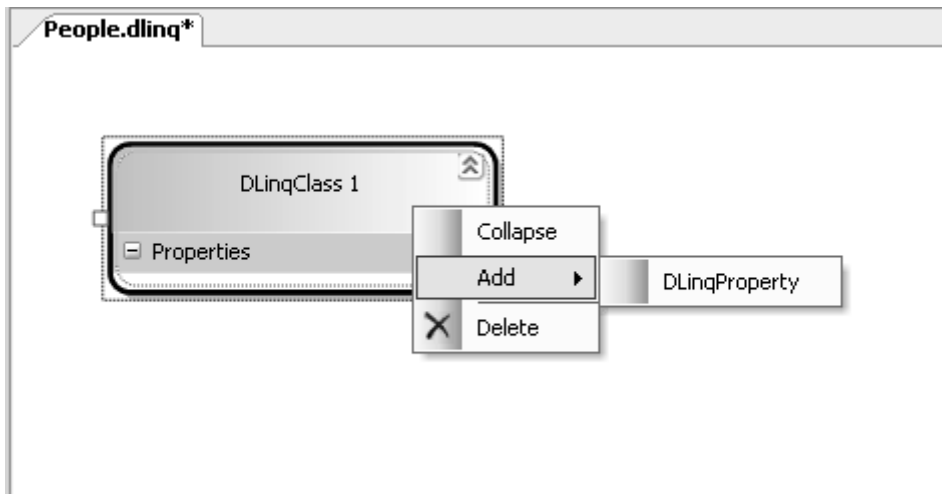 People.dlinq*
DLinqClass 1
Collapse
Properties
Add
DLinqProperty
Delete